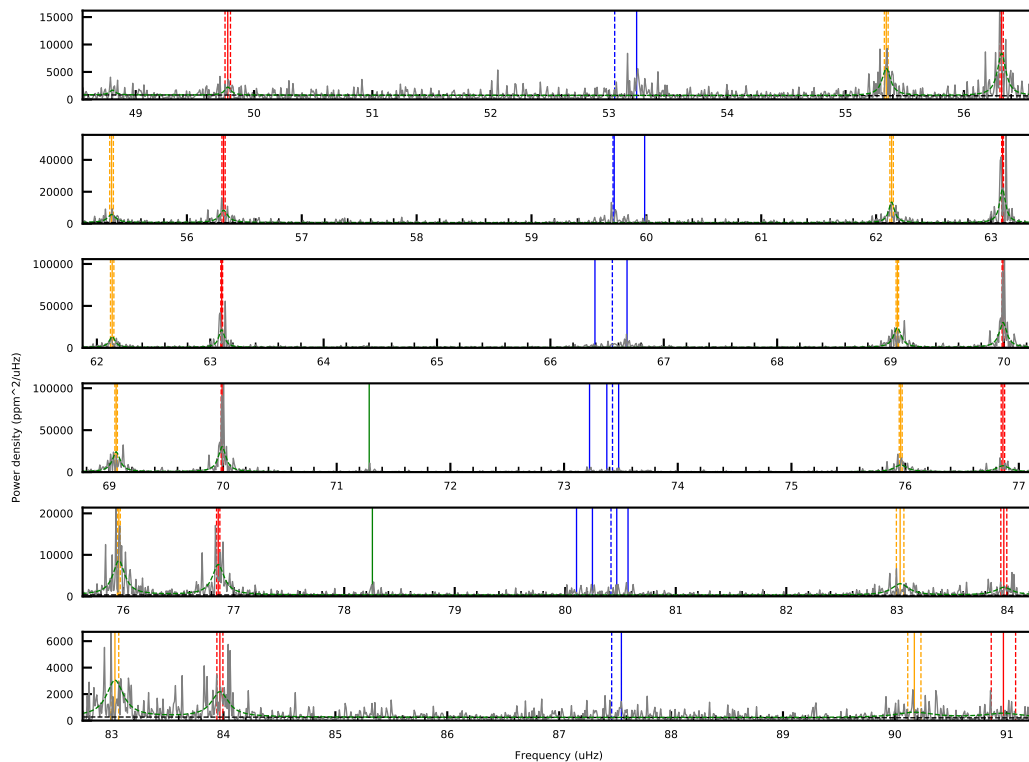 15000
10000
5000
0
49 50 51 52 53 54 55 56
40000
20000
0
56 57 58 59 60 61 62 63
100000
50000
0
62 63 64 65 66 67 68 69 70
100000
50000
0
69 70 71 72 73 74 75 76 77
Power density (ppm^2/uHz)
20000
10000
0
76 77 78 79 80 81 82 83 84
6000
4000
2000
0
83 84 85 86 87 88 89 90 91
Frequency (uHz)